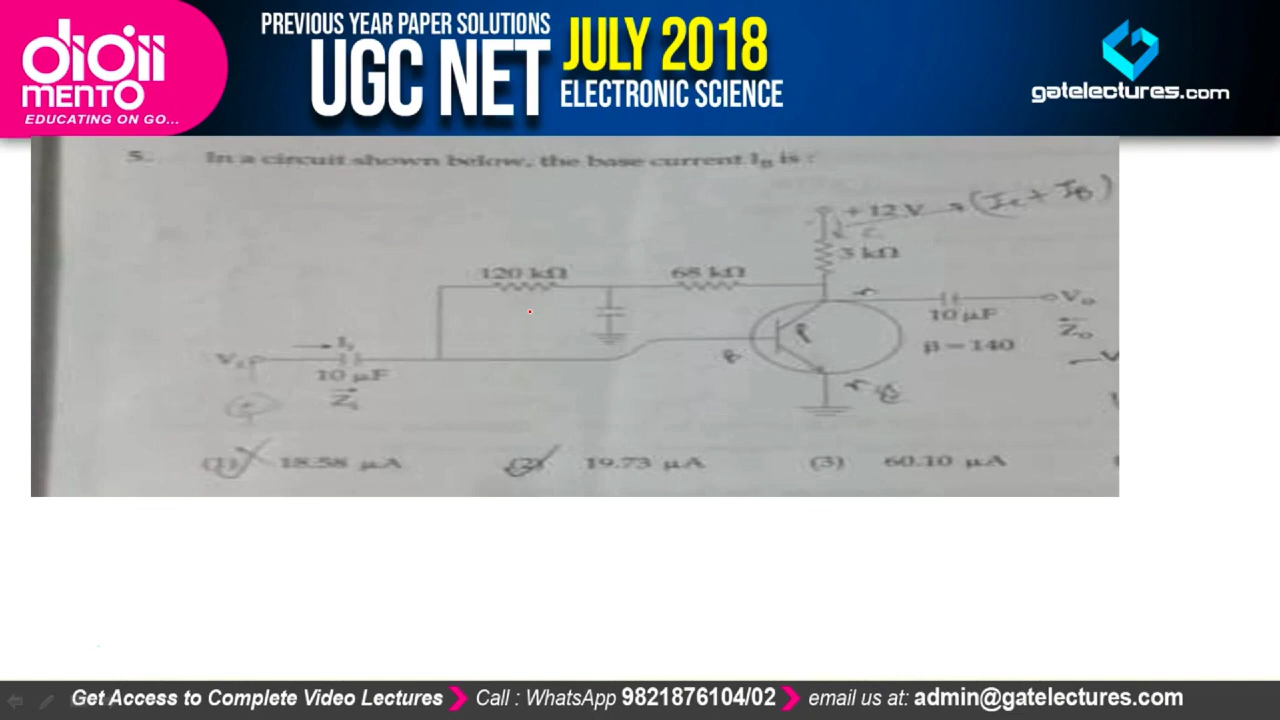 digii
MENTO
EDUCATING ON GO...
PREVIOUS YEAR PAPER SOLUTIONS
UGC NET JULY 2018
ELECTRONIC SCIENCE
gatelectures.com
5. In a circuit shown below, the base current I_B is :
+12 V (I_C + I_B)
3 kΩ
120 kΩ 68 kΩ
V_o
10 μF
Z_o
β = 140
I_i
V_i
10 μF
Z_i
B
(1) 18.58 μA (2) 19.73 μA (3) 60.10 μA
Get Access to Complete Video Lectures Call : WhatsApp 9821876104/02 email us at: admin@gatelectures.com